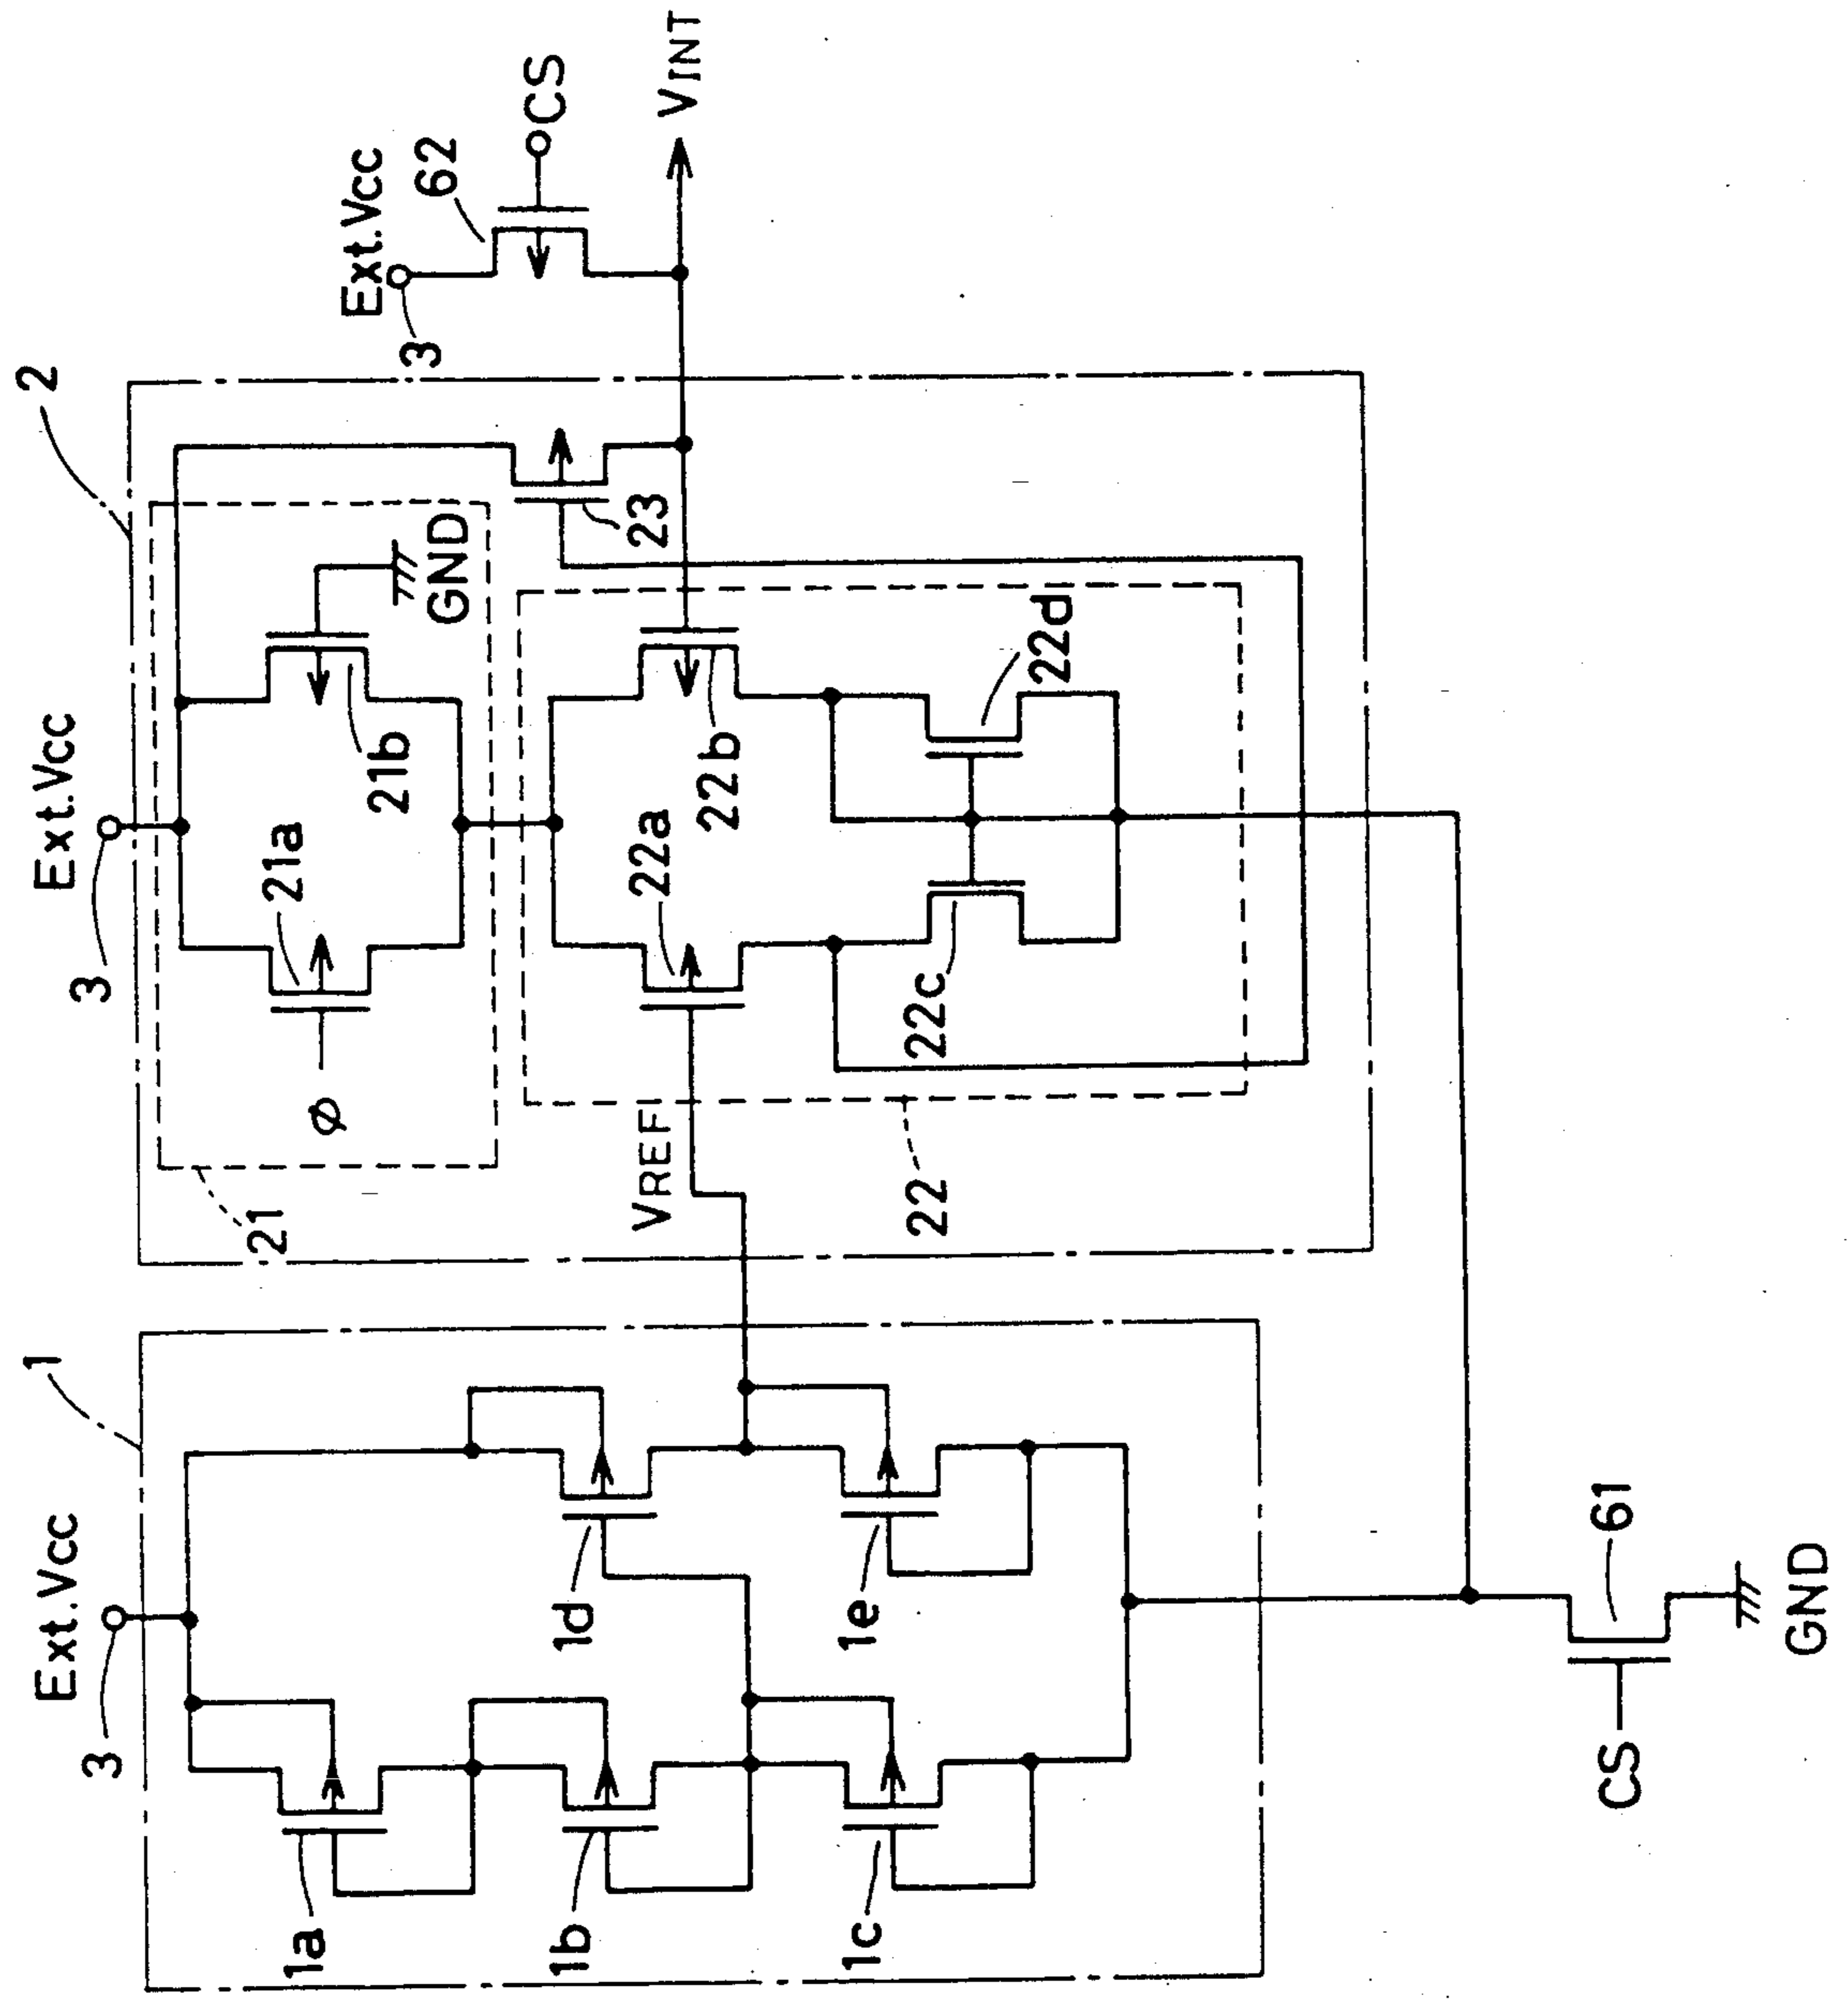 Ext.Vcc
3
1
1a
1b
1c
1d
1e
VREF
Ext.Vcc
3
2
21
ø
21a
21b
GND
22
22a
22b
22c
22d
23
Ext.Vcc
3
62
CS
VINT
CS
61
GND